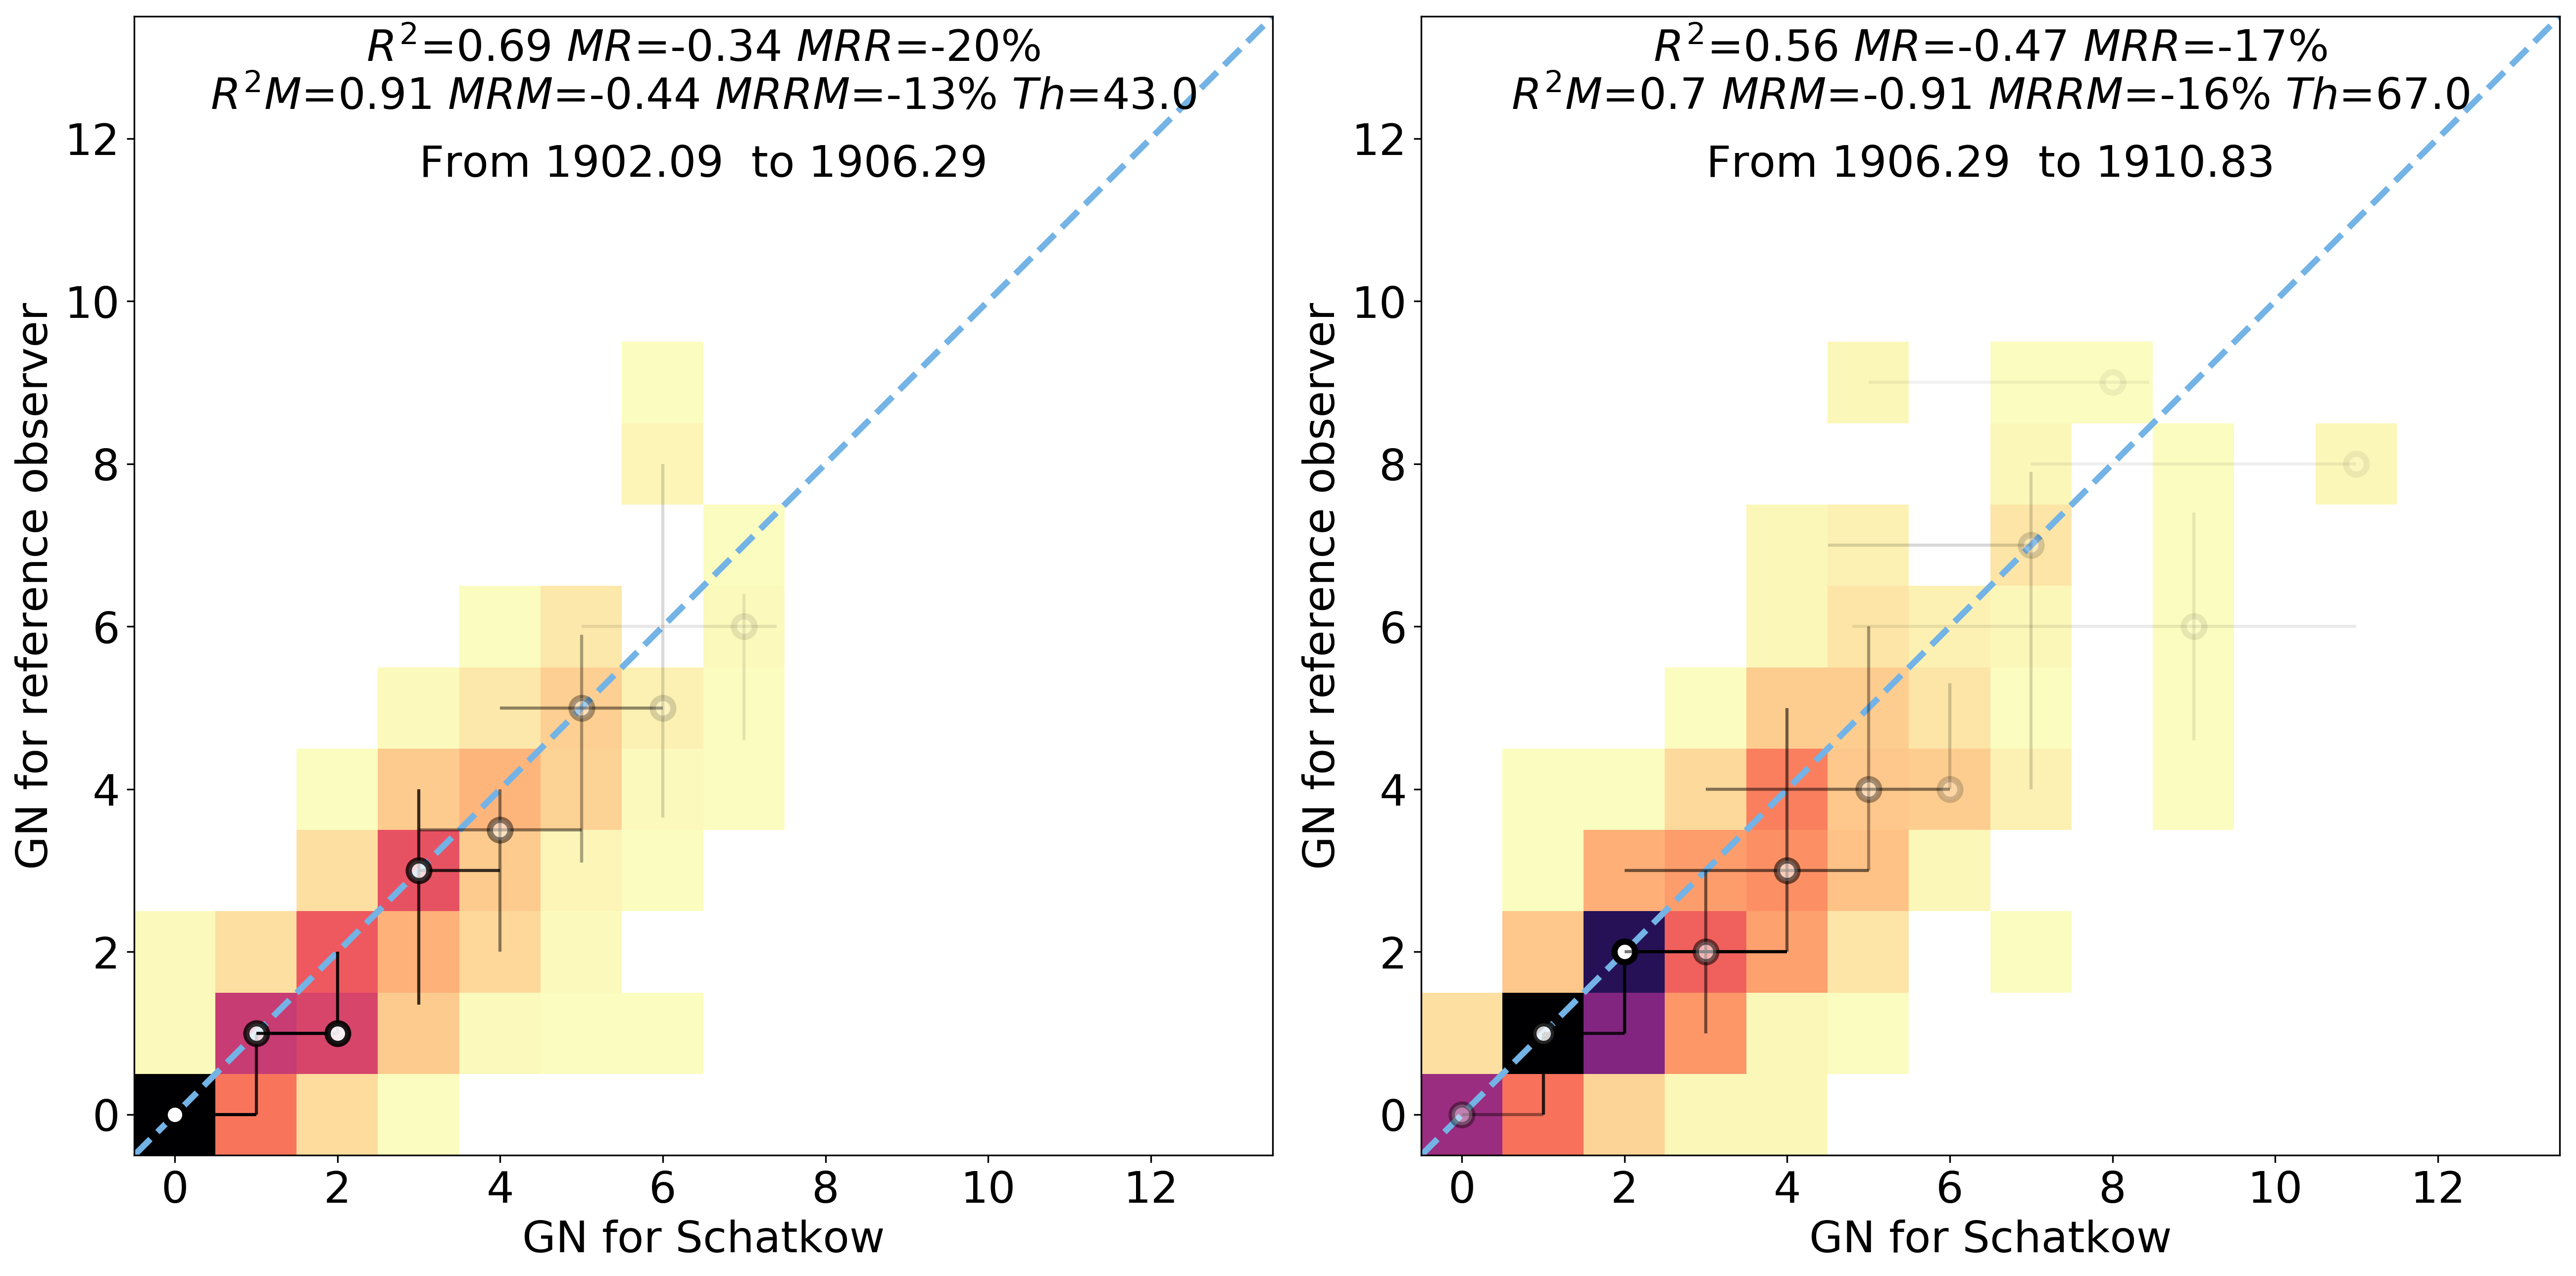 R²=0.69 MR=-0.34 MRR=-20%
R²M=0.91 MRM=-0.44 MRRM=-13% Th=43.0
From 1902.09  to 1906.29
GN for reference observer
12
10
8
6
4
2
0
0 2 4 6 8 10 12
GN for Schatkow
R²=0.56 MR=-0.47 MRR=-17%
R²M=0.7 MRM=-0.91 MRRM=-16% Th=67.0
From 1906.29  to 1910.83
GN for reference observer
12
10
8
6
4
2
0
0 2 4 6 8 10 12
GN for Schatkow